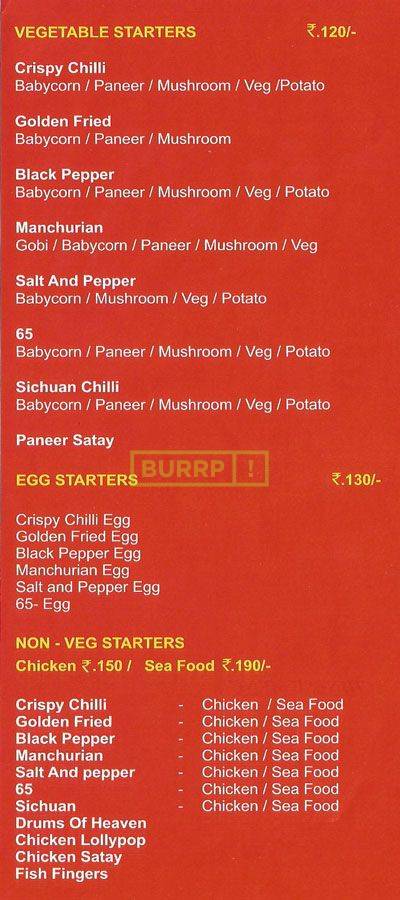 VEGETABLE STARTERS ₹.120/-
Crispy Chilli
Babycorn / Paneer / Mushroom / Veg /Potato
Golden Fried
Babycorn / Paneer / Mushroom
Black Pepper
Babycorn / Paneer / Mushroom / Veg / Potato
Manchurian
Gobi / Babycorn / Paneer / Mushroom / Veg
Salt And Pepper
Babycorn / Mushroom / Veg / Potato
65
Babycorn / Paneer / Mushroom / Veg / Potato
Sichuan Chilli
Babycorn / Paneer / Mushroom / Veg / Potato
Paneer Satay
BURRP !
EGG STARTERS ₹.130/-
Crispy Chilli Egg
Golden Fried Egg
Black Pepper Egg
Manchurian Egg
Salt and Pepper Egg
65- Egg
NON - VEG STARTERS
Chicken ₹.150 / Sea Food ₹.190/-
Crispy Chilli - Chicken / Sea Food
Golden Fried - Chicken / Sea Food
Black Pepper - Chicken / Sea Food
Manchurian - Chicken / Sea Food
Salt And pepper - Chicken / Sea Food
65 - Chicken / Sea Food
Sichuan - Chicken / Sea Food
Drums Of Heaven
Chicken Lollypop
Chicken Satay
Fish Fingers